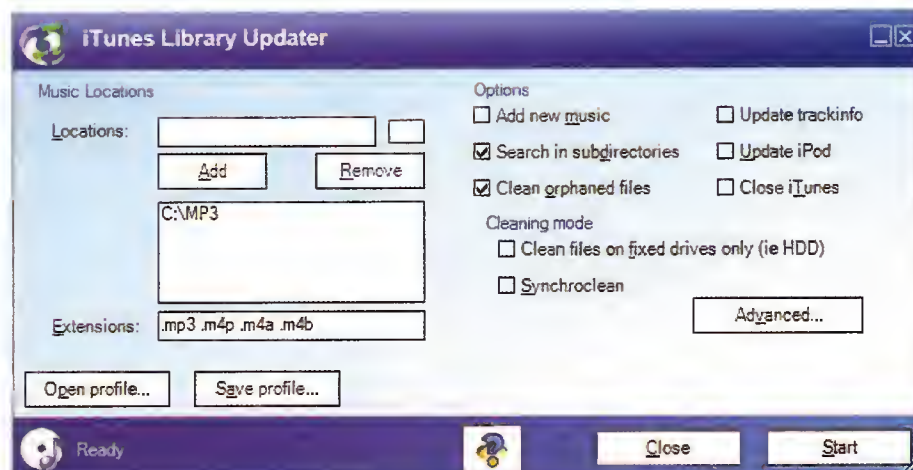 iTunes Library Updater
Music Locations
Locations:
Add
Remove
C:\MP3
Extensions:
.mp3 .m4p .m4a .m4b
Open profile...
Save profile...
Options
Add new music
Update trackinfo
Search in subdirectories
Update iPod
Clean orphaned files
Close iTunes
Cleaning mode
Clean files on fixed drives only (ie HDD)
Synchroclean
Advanced...
Ready
Close
Start